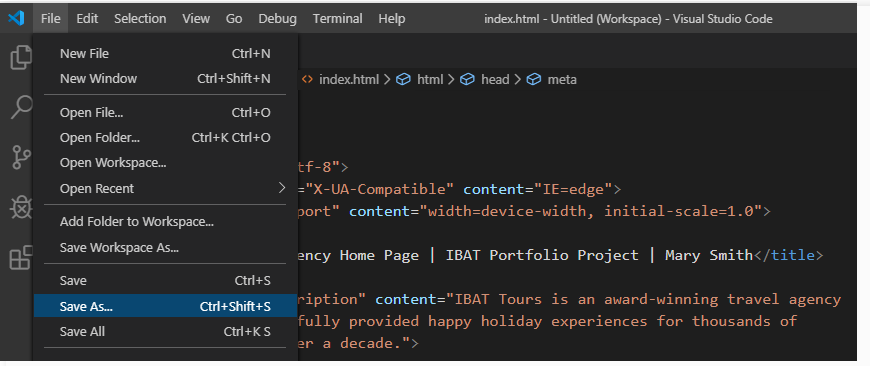 File Edit Selection View Go Debug Terminal Help index.html - Untitled (Workspace) - Visual Studio Code
New File Ctrl+N
New Window Ctrl+Shift+N
Open File... Ctrl+O
Open Folder... Ctrl+K Ctrl+O
Open Workspace...
Open Recent
Add Folder to Workspace...
Save Workspace As...
Save Ctrl+S
Save As... Ctrl+Shift+S
Save All Ctrl+K S
<> index.html > html > head > meta
tf-8">
="X-UA-Compatible" content="IE=edge">
port" content="width=device-width, initial-scale=1.0">
ency Home Page | IBAT Portfolio Project | Mary Smith</title>
ription" content="IBAT Tours is an award-winning travel agency
fully provided happy holiday experiences for thousands of
er a decade.">